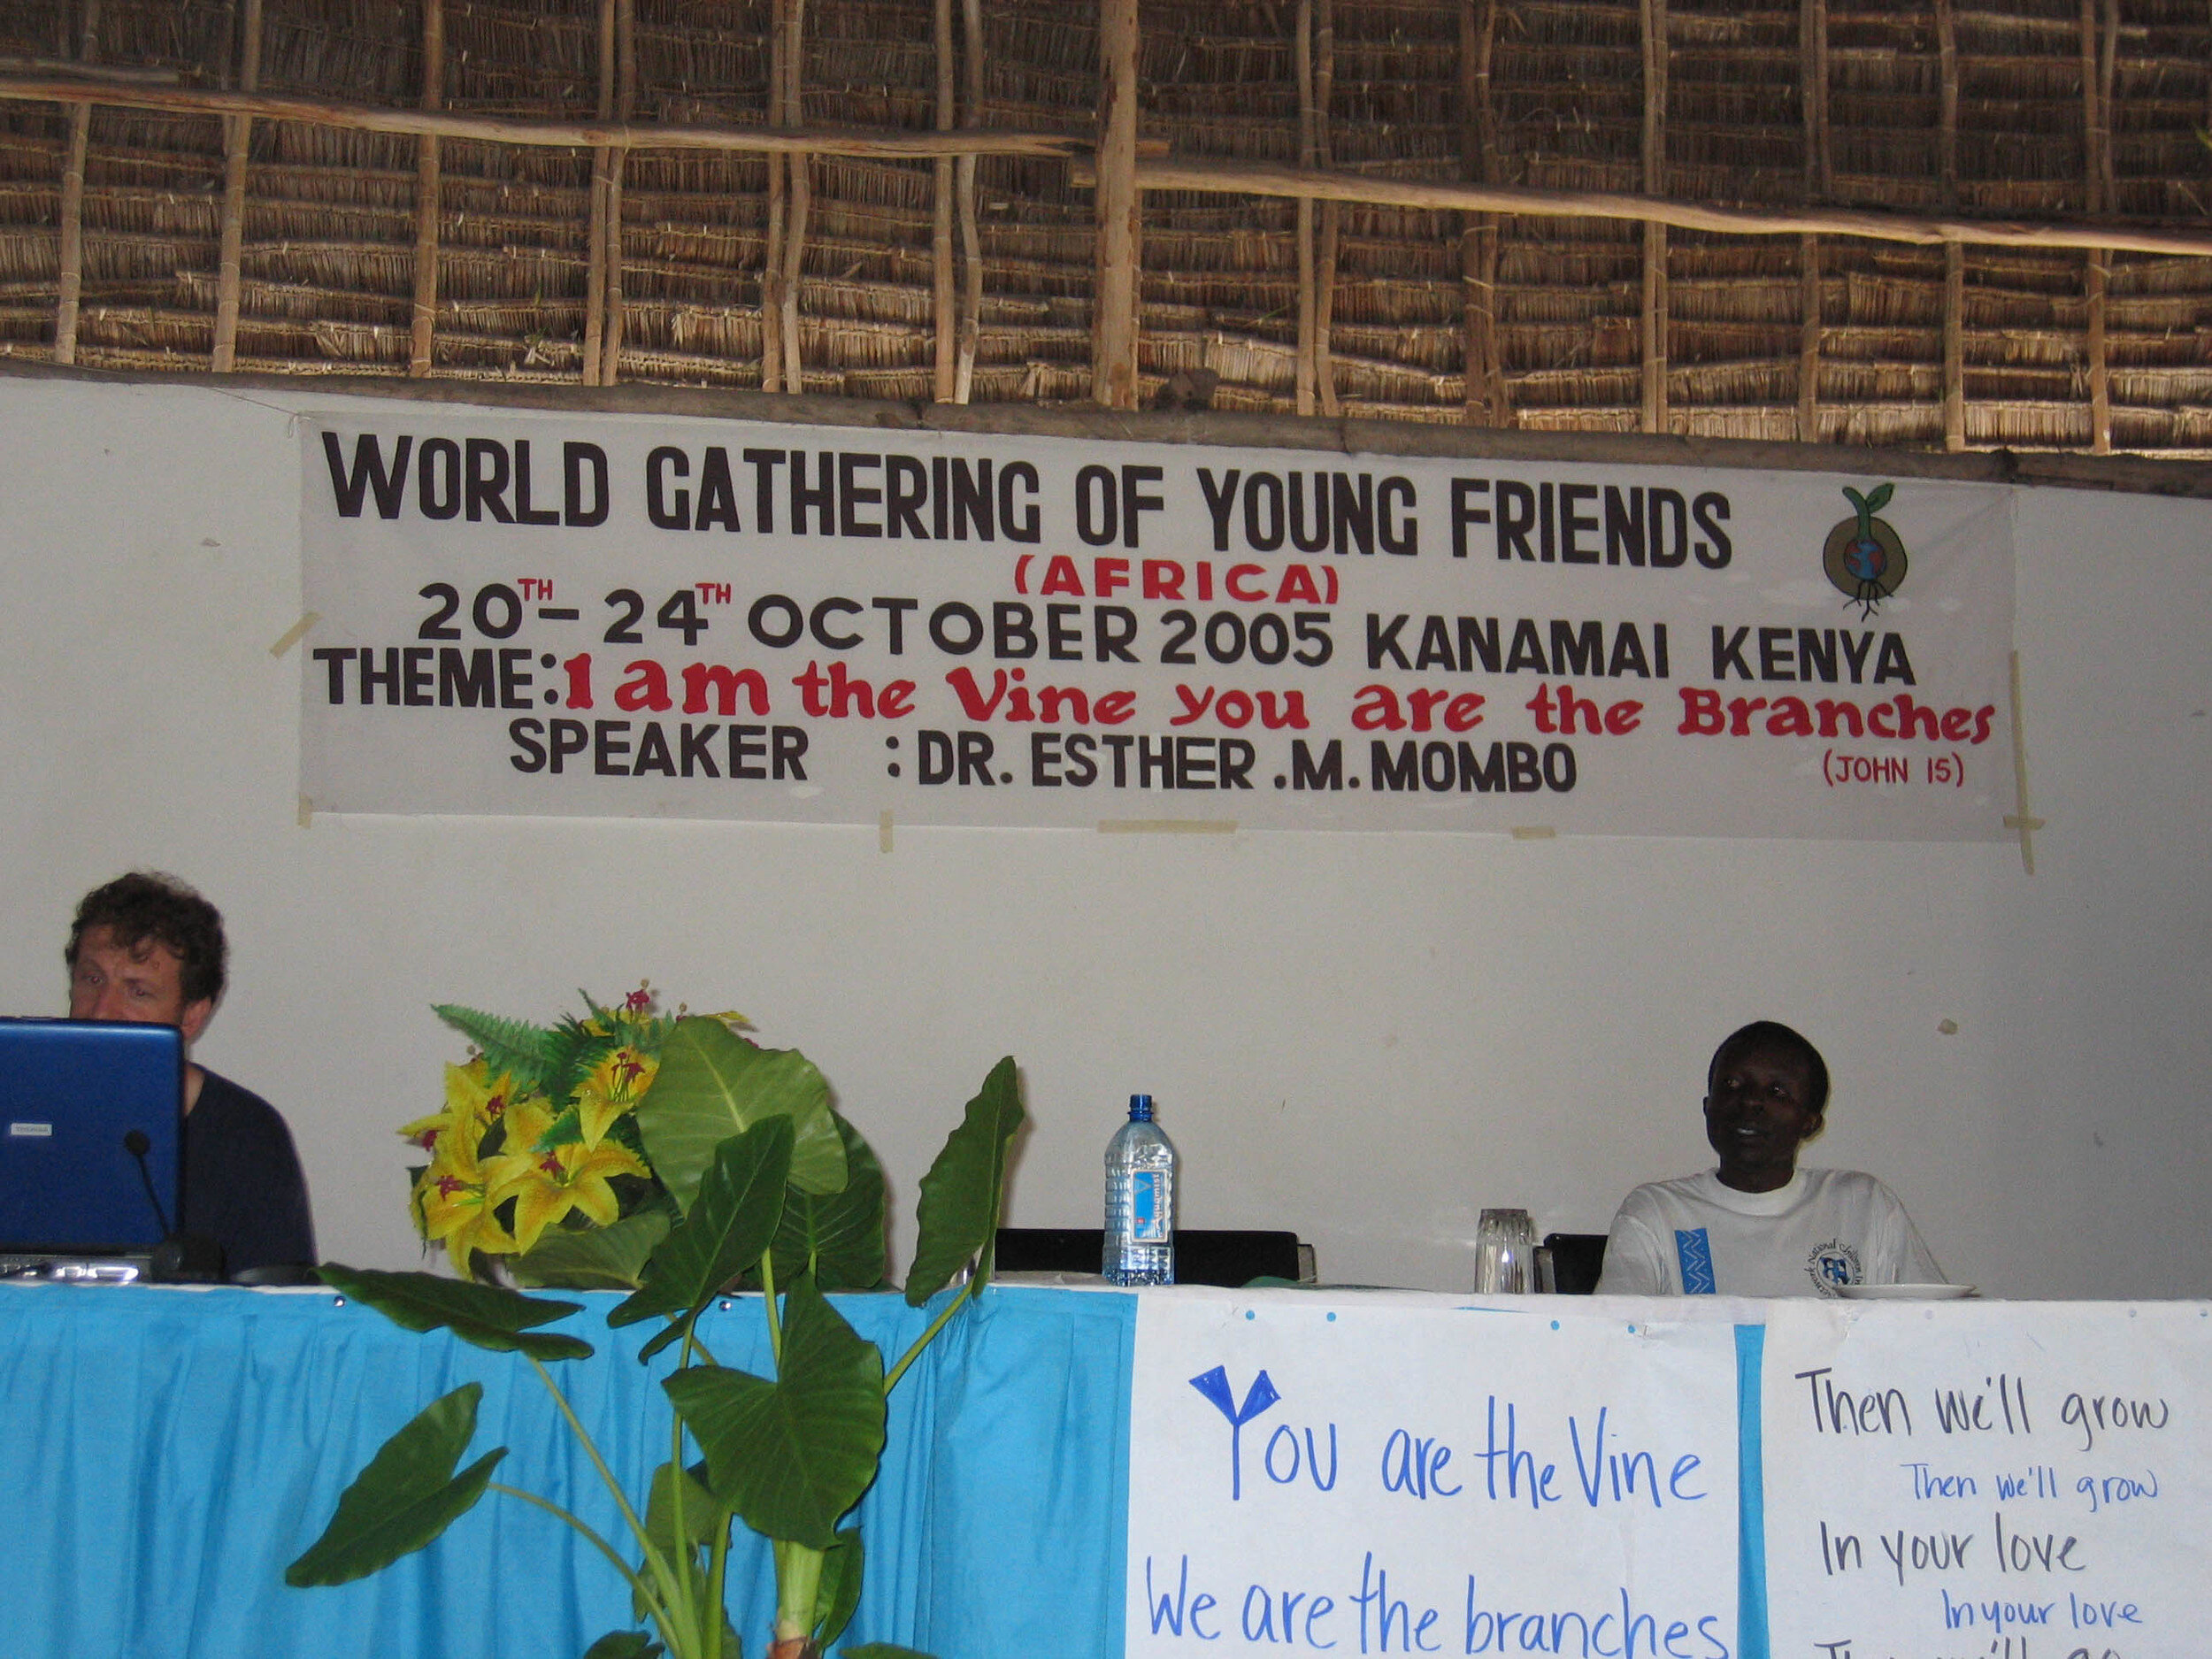 WORLD GATHERING OF YOUNG FRIENDS
(AFRICA)
20TH – 24TH OCTOBER 2005 KANAMAI KENYA
THEME: I am the Vine you are the Branches
(JOHN 15)
SPEAKER : DR. ESTHER .M. MOMBO
Aquamist
National
You are the Vine
We are the branches
Then we'll grow
Then we'll grow
In your love
In your love